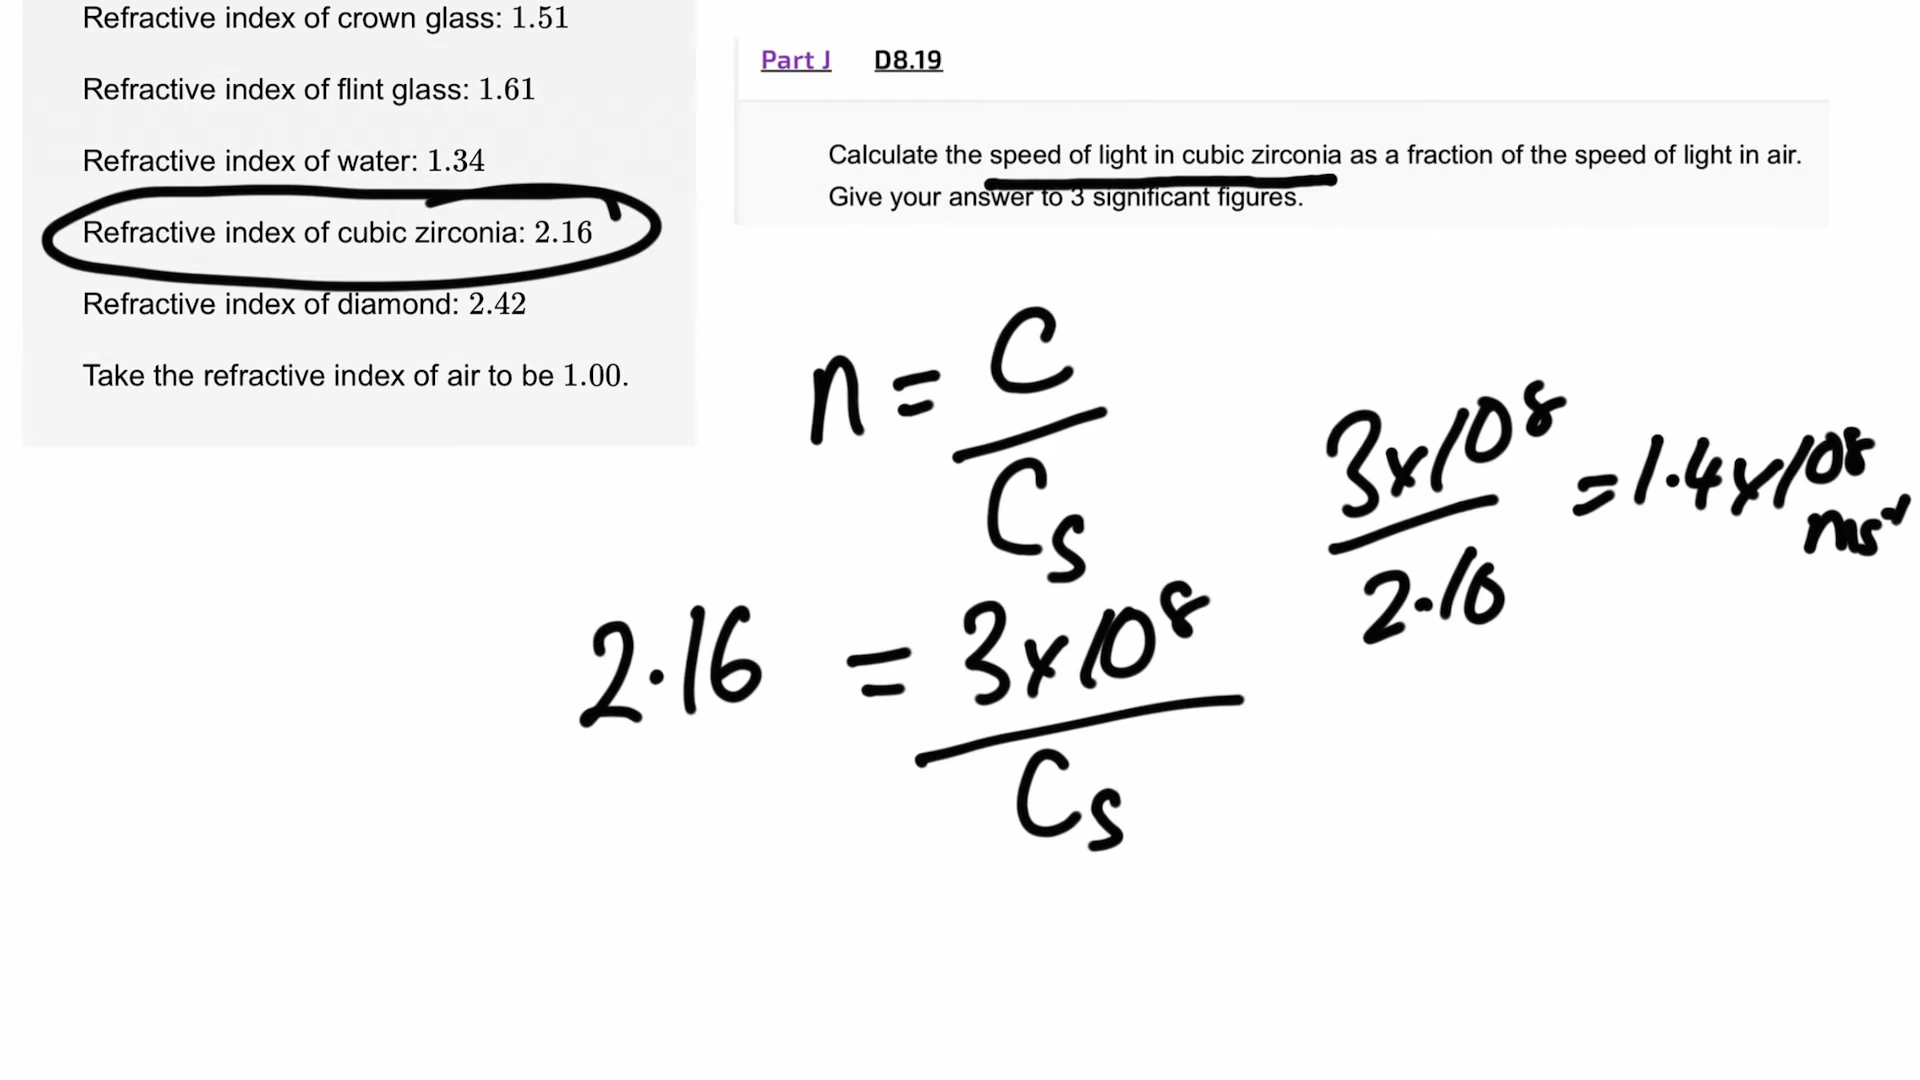 Refractive index of crown glass: 1.51
Refractive index of flint glass: 1.61
Refractive index of water: 1.34
Refractive index of cubic zirconia: 2.16
Refractive index of diamond: 2.42
Take the refractive index of air to be 1.00.
Part J D8.19
Calculate the speed of light in cubic zirconia as a fraction of the speed of light in air.
Give your answer to 3 significant figures.
n = C / Cs
2.16 = 3x10⁸ / Cs
3x10⁸ / 2.16 = 1.4x10⁸ ms⁻¹